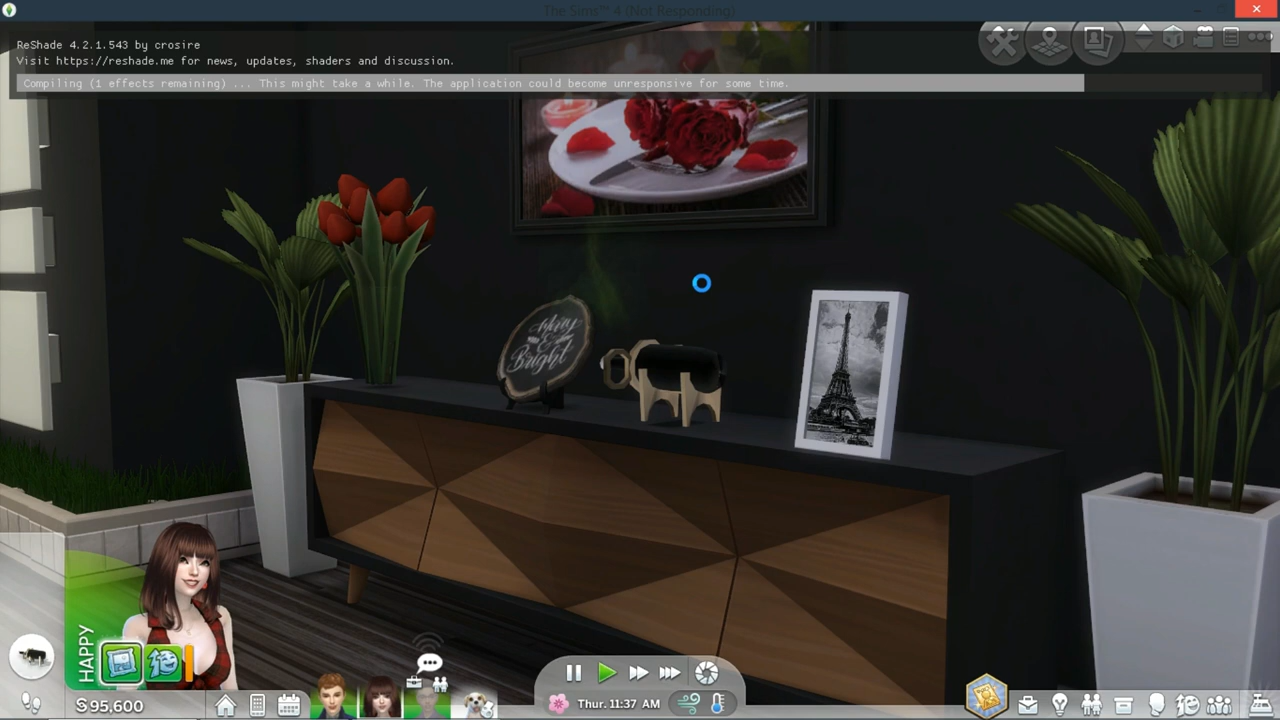 The Sims™ 4 (Not Responding)
ReShade 4.2.1.543 by crosire
Visit https://reshade.me for news, updates, shaders and discussion.
Compiling (1 effects remaining) ... This might take a while. The application could become unresponsive for some time.
Merry
&
Bright
HAPPY
§95,600
Thur. 11:37 AM